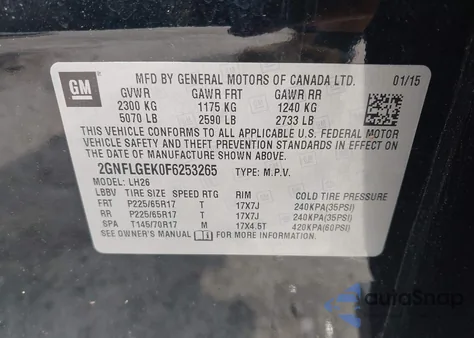 GM
MFD BY GENERAL MOTORS OF CANADA LTD. 01/15
GVWR GAWR FRT GAWR RR
2300 KG 1175 KG 1240 KG
5070 LB 2590 LB 2733 LB
THIS VEHICLE CONFORMS TO ALL APPLICABLE U.S. FEDERAL MOTOR
VEHICLE SAFETY AND THEFT PREVENTION STANDARDS IN EFFECT ON
THE DATE OF MANUFACTURE SHOWN ABOVE.
2GNFLGEK0F6253265 TYPE: M.P.V.
MODEL: LH26
LBBV TIRE SIZE SPEED RTG RIM COLD TIRE PRESSURE
FRT P225/65R17 T 17X7J 240KPA(35PSI)
RR P225/65R17 T 17X7J 240KPA(35PSI)
SPA T145/70R17 M 17X4.5T 420KPA(60PSI)
SEE OWNER'S MANUAL FOR MORE INFORMATION.
AutoSnap